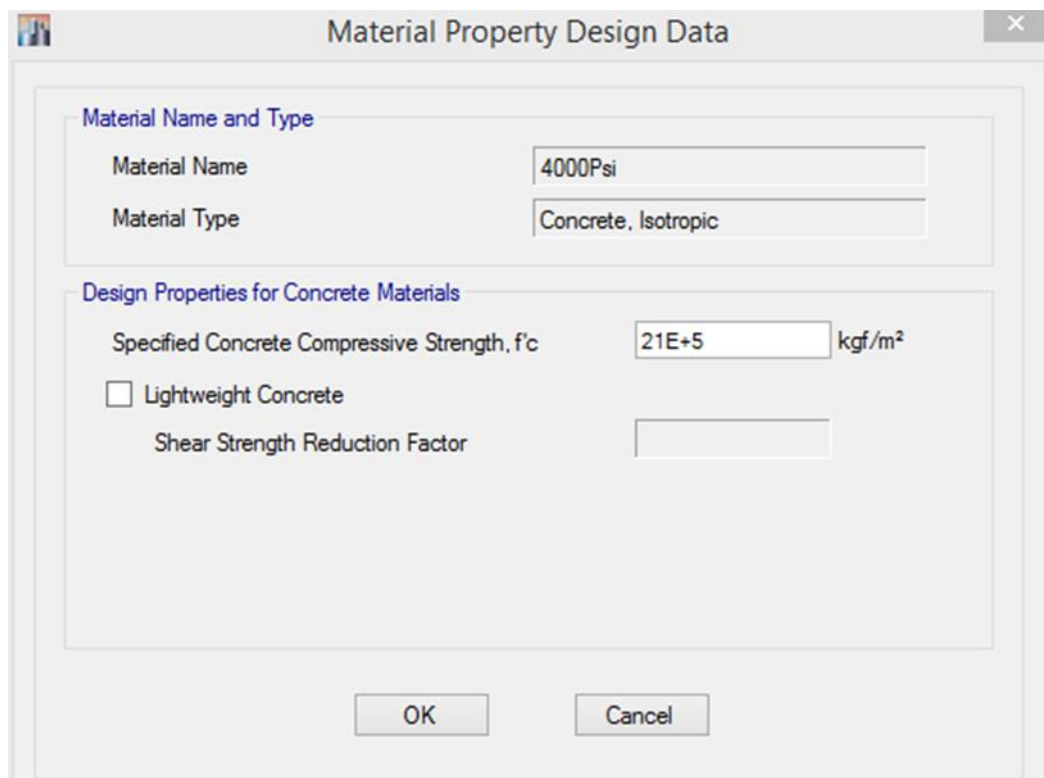 Material Property Design Data
Material Name and Type
Material Name 4000Psi
Material Type Concrete, Isotropic
Design Properties for Concrete Materials
Specified Concrete Compressive Strength, f'c 21E+5 kgf/m²
Lightweight Concrete
Shear Strength Reduction Factor
OK Cancel